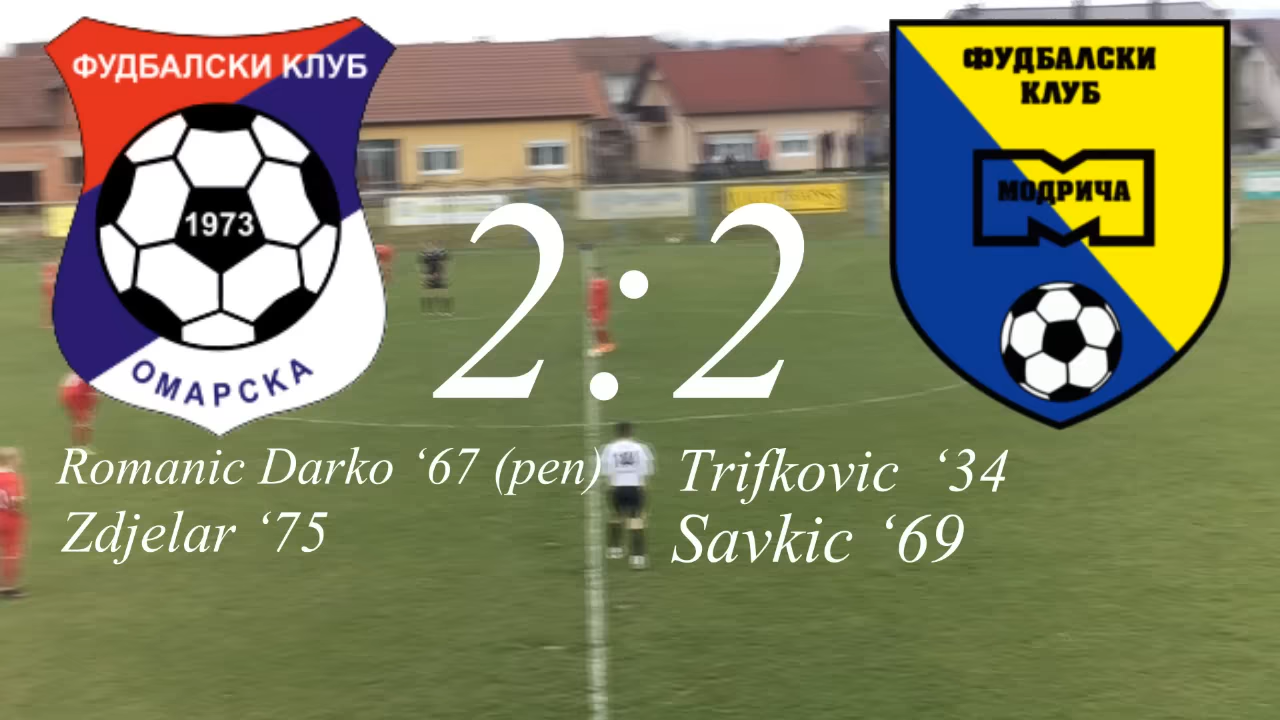 ФУДБАЛСКИ КЛУБ
1973
ОМАРСКА
2:2
ФУДБАЛСКИ
КЛУБ
МОДРИЧА
Romanic Darko ‘67 (pen)
Zdjelar ‘75
Trifkovic ‘34
Savkic ‘69